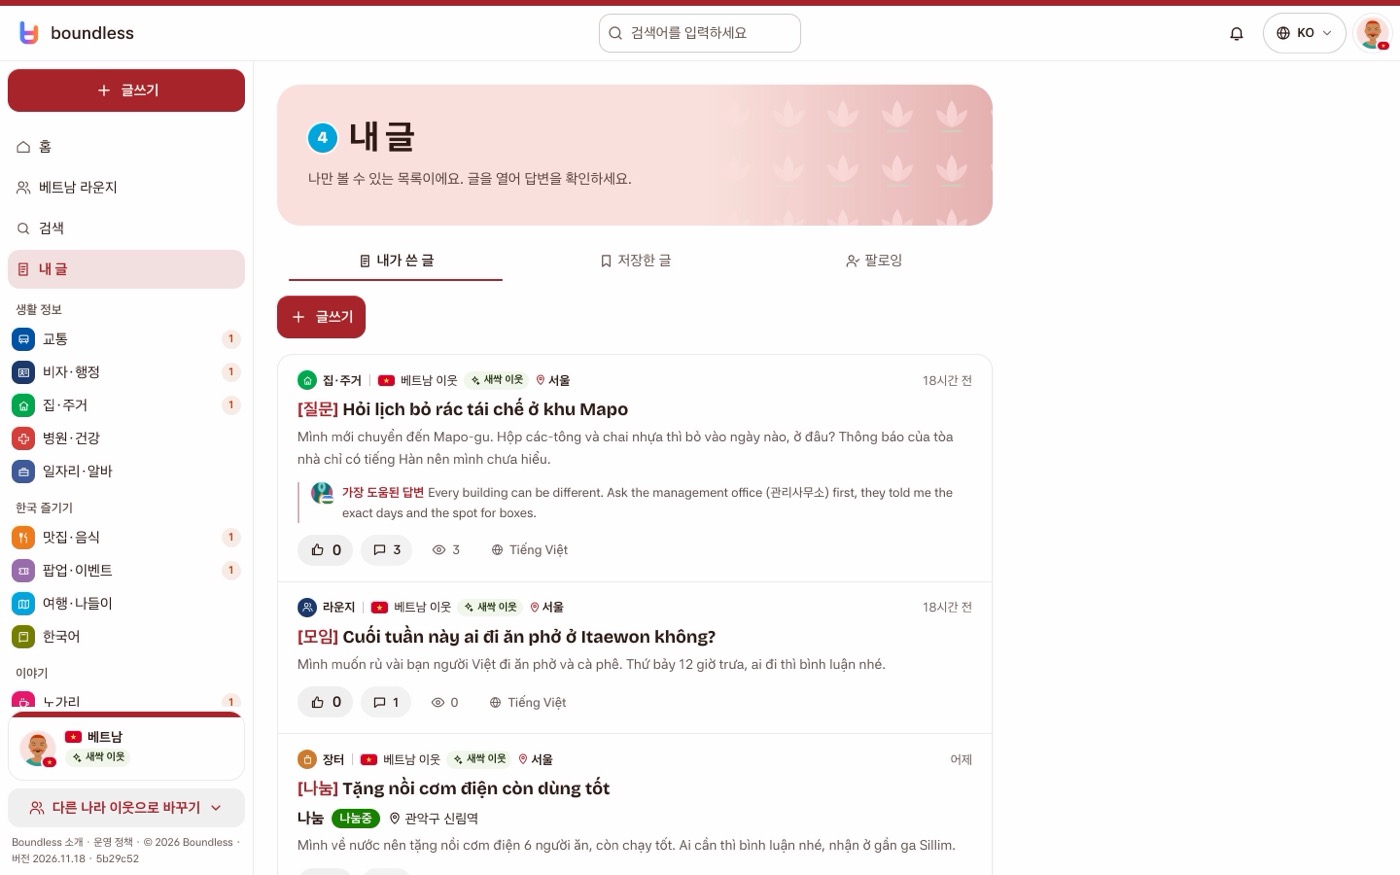 boundless
검색어를 입력하세요
KO
글쓰기
홈
베트남 라운지
검색
내 글
생활 정보
교통 1
비자·행정 1
집·주거 1
병원·건강
일자리·알바
한국 즐기기
맛집·음식 1
팝업·이벤트 1
여행·나들이
한국어
이야기
노가리 1
베트남
새싹 이웃
다른 나라 이웃으로 바꾸기
Boundless 소개 · 운영 정책 · © 2026 Boundless ·
버전 2026.11.18 · 5b29c52
4 내 글
나만 볼 수 있는 목록이에요. 글을 열어 답변을 확인하세요.
내가 쓴 글
저장한 글
팔로잉
글쓰기
집·주거 | 베트남 이웃 새싹 이웃 서울 18시간 전
[질문] Hỏi lịch bỏ rác tái chế ở khu Mapo
Mình mới chuyển đến Mapo-gu. Hộp các-tông và chai nhựa thì bỏ vào ngày nào, ở đâu? Thông báo của tòa
nhà chỉ có tiếng Hàn nên mình chưa hiểu.
가장 도움된 답변 Every building can be different. Ask the management office (관리사무소) first, they told me the
exact days and the spot for boxes.
0 3 3 Tiếng Việt
라운지 | 베트남 이웃 새싹 이웃 서울 18시간 전
[모임] Cuối tuần này ai đi ăn phở ở Itaewon không?
Mình muốn rủ vài bạn người Việt đi ăn phở và cà phê. Thứ bảy 12 giờ trưa, ai đi thì bình luận nhé.
0 1 0 Tiếng Việt
장터 | 베트남 이웃 새싹 이웃 서울 어제
[나눔] Tặng nồi cơm điện còn dùng tốt
나눔 나눔중 관악구 신림역
Mình về nước nên tặng nồi cơm điện 6 người ăn, còn chạy tốt. Ai cần thì bình luận nhé, nhận ở gần ga Sillim.